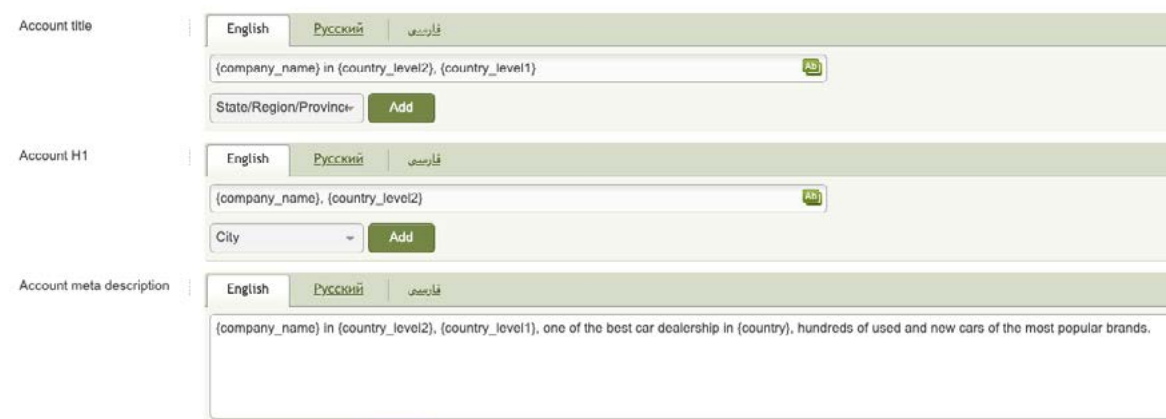 Account title
English Русский فارسی
{company_name} in {country_level2}, {country_level1}
Ab
State/Region/Province
Add
Account H1
English Русский فارسی
{company_name}, {country_level2}
Ab
City
Add
Account meta description
English Русский فارسی
{company_name} in {country_level2}, {country_level1}, one of the best car dealership in {country}, hundreds of used and new cars of the most popular brands.